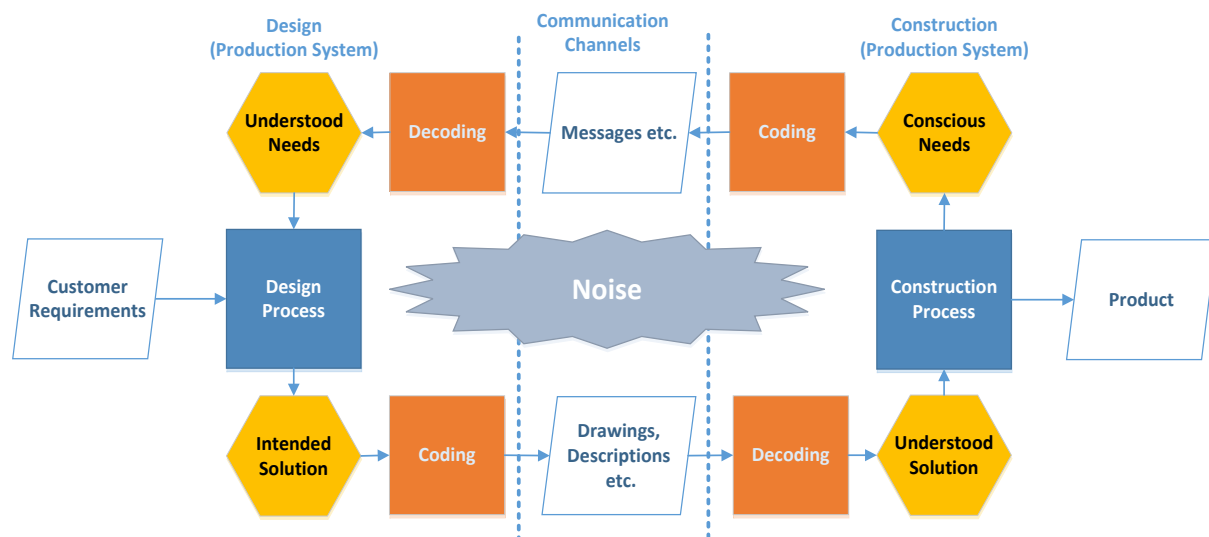 Design
(Production System)
Communication
Channels
Construction
(Production System)
Understood
Needs
Decoding
Messages etc.
Coding
Conscious
Needs
Customer
Requirements
Design
Process
Noise
Construction
Process
Product
Intended
Solution
Coding
Drawings,
Descriptions
etc.
Decoding
Understood
Solution